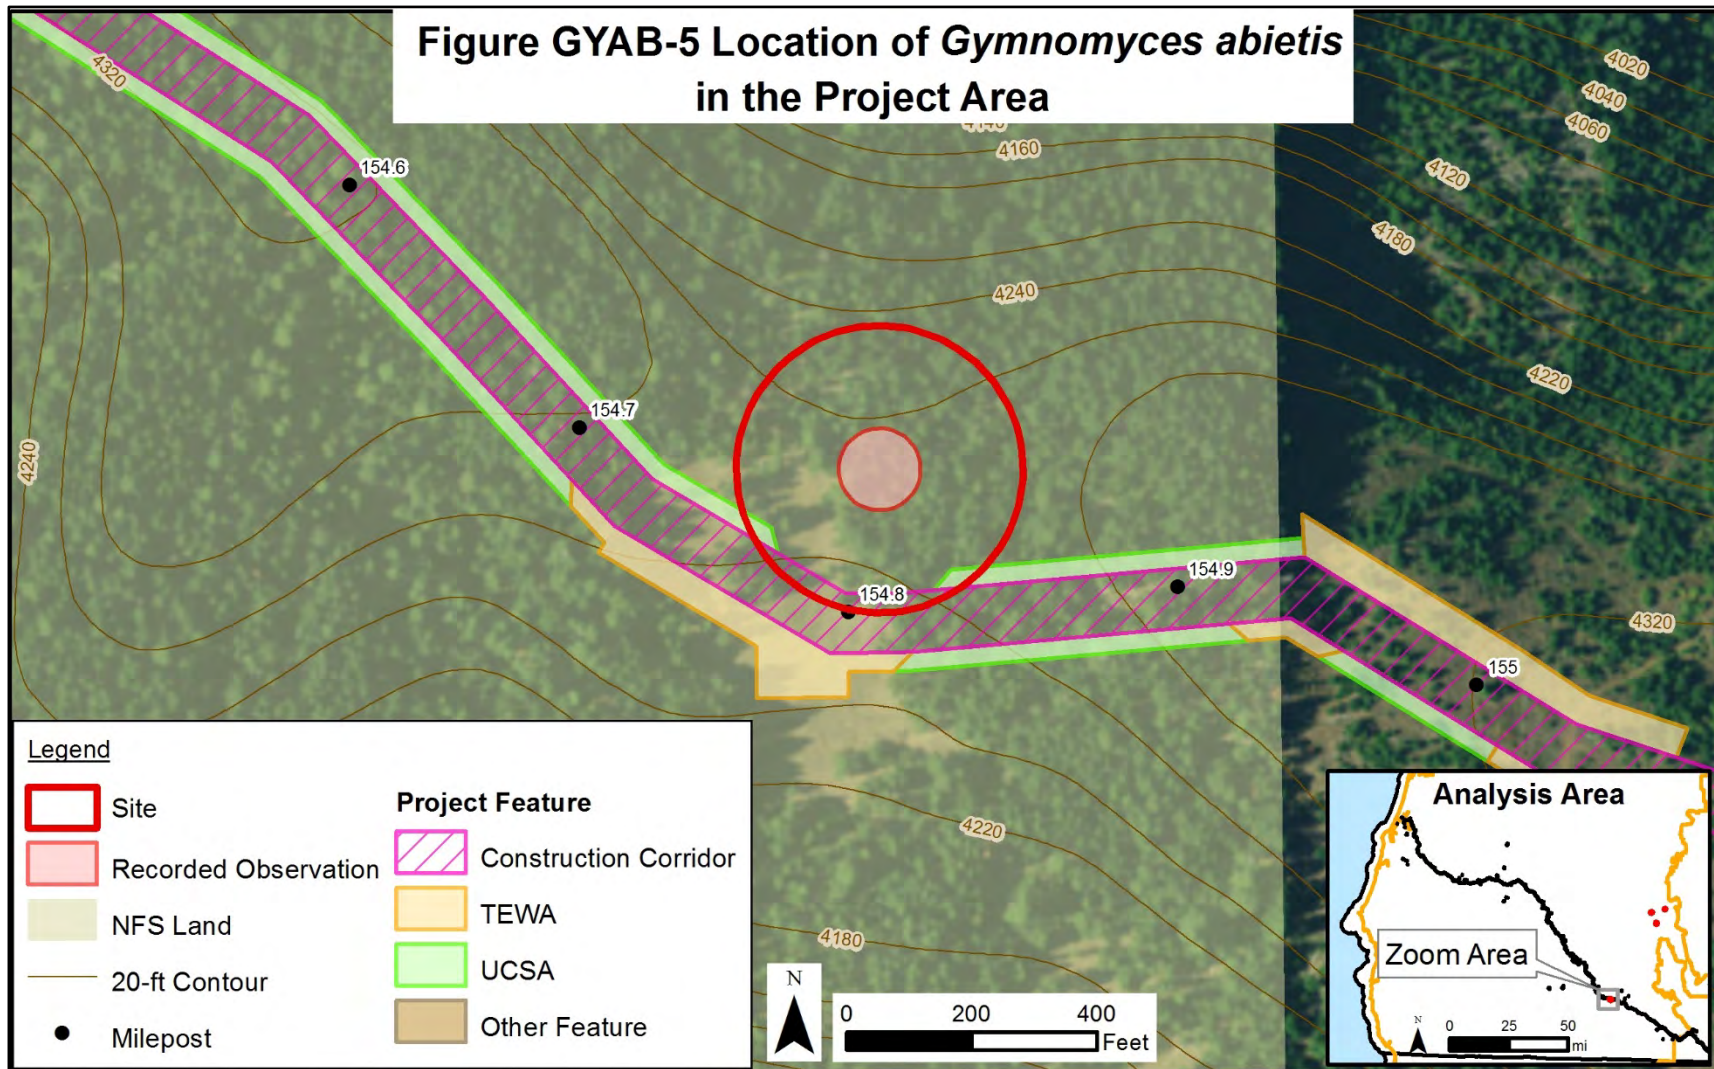 Figure GYAB-5 Location of Gymnomyces abietis
in the Project Area
4320
4020
4040
4060
4160
4120
154.6
4180
4240
4220
154.7
4240
154.9
154.8
4320
155
4220
4180
Legend
Site
Recorded Observation
NFS Land
20-ft Contour
Milepost
Project Feature
Construction Corridor
TEWA
UCSA
Other Feature
N
0 200 400
Feet
Analysis Area
Zoom Area
N
0 25 50
mi